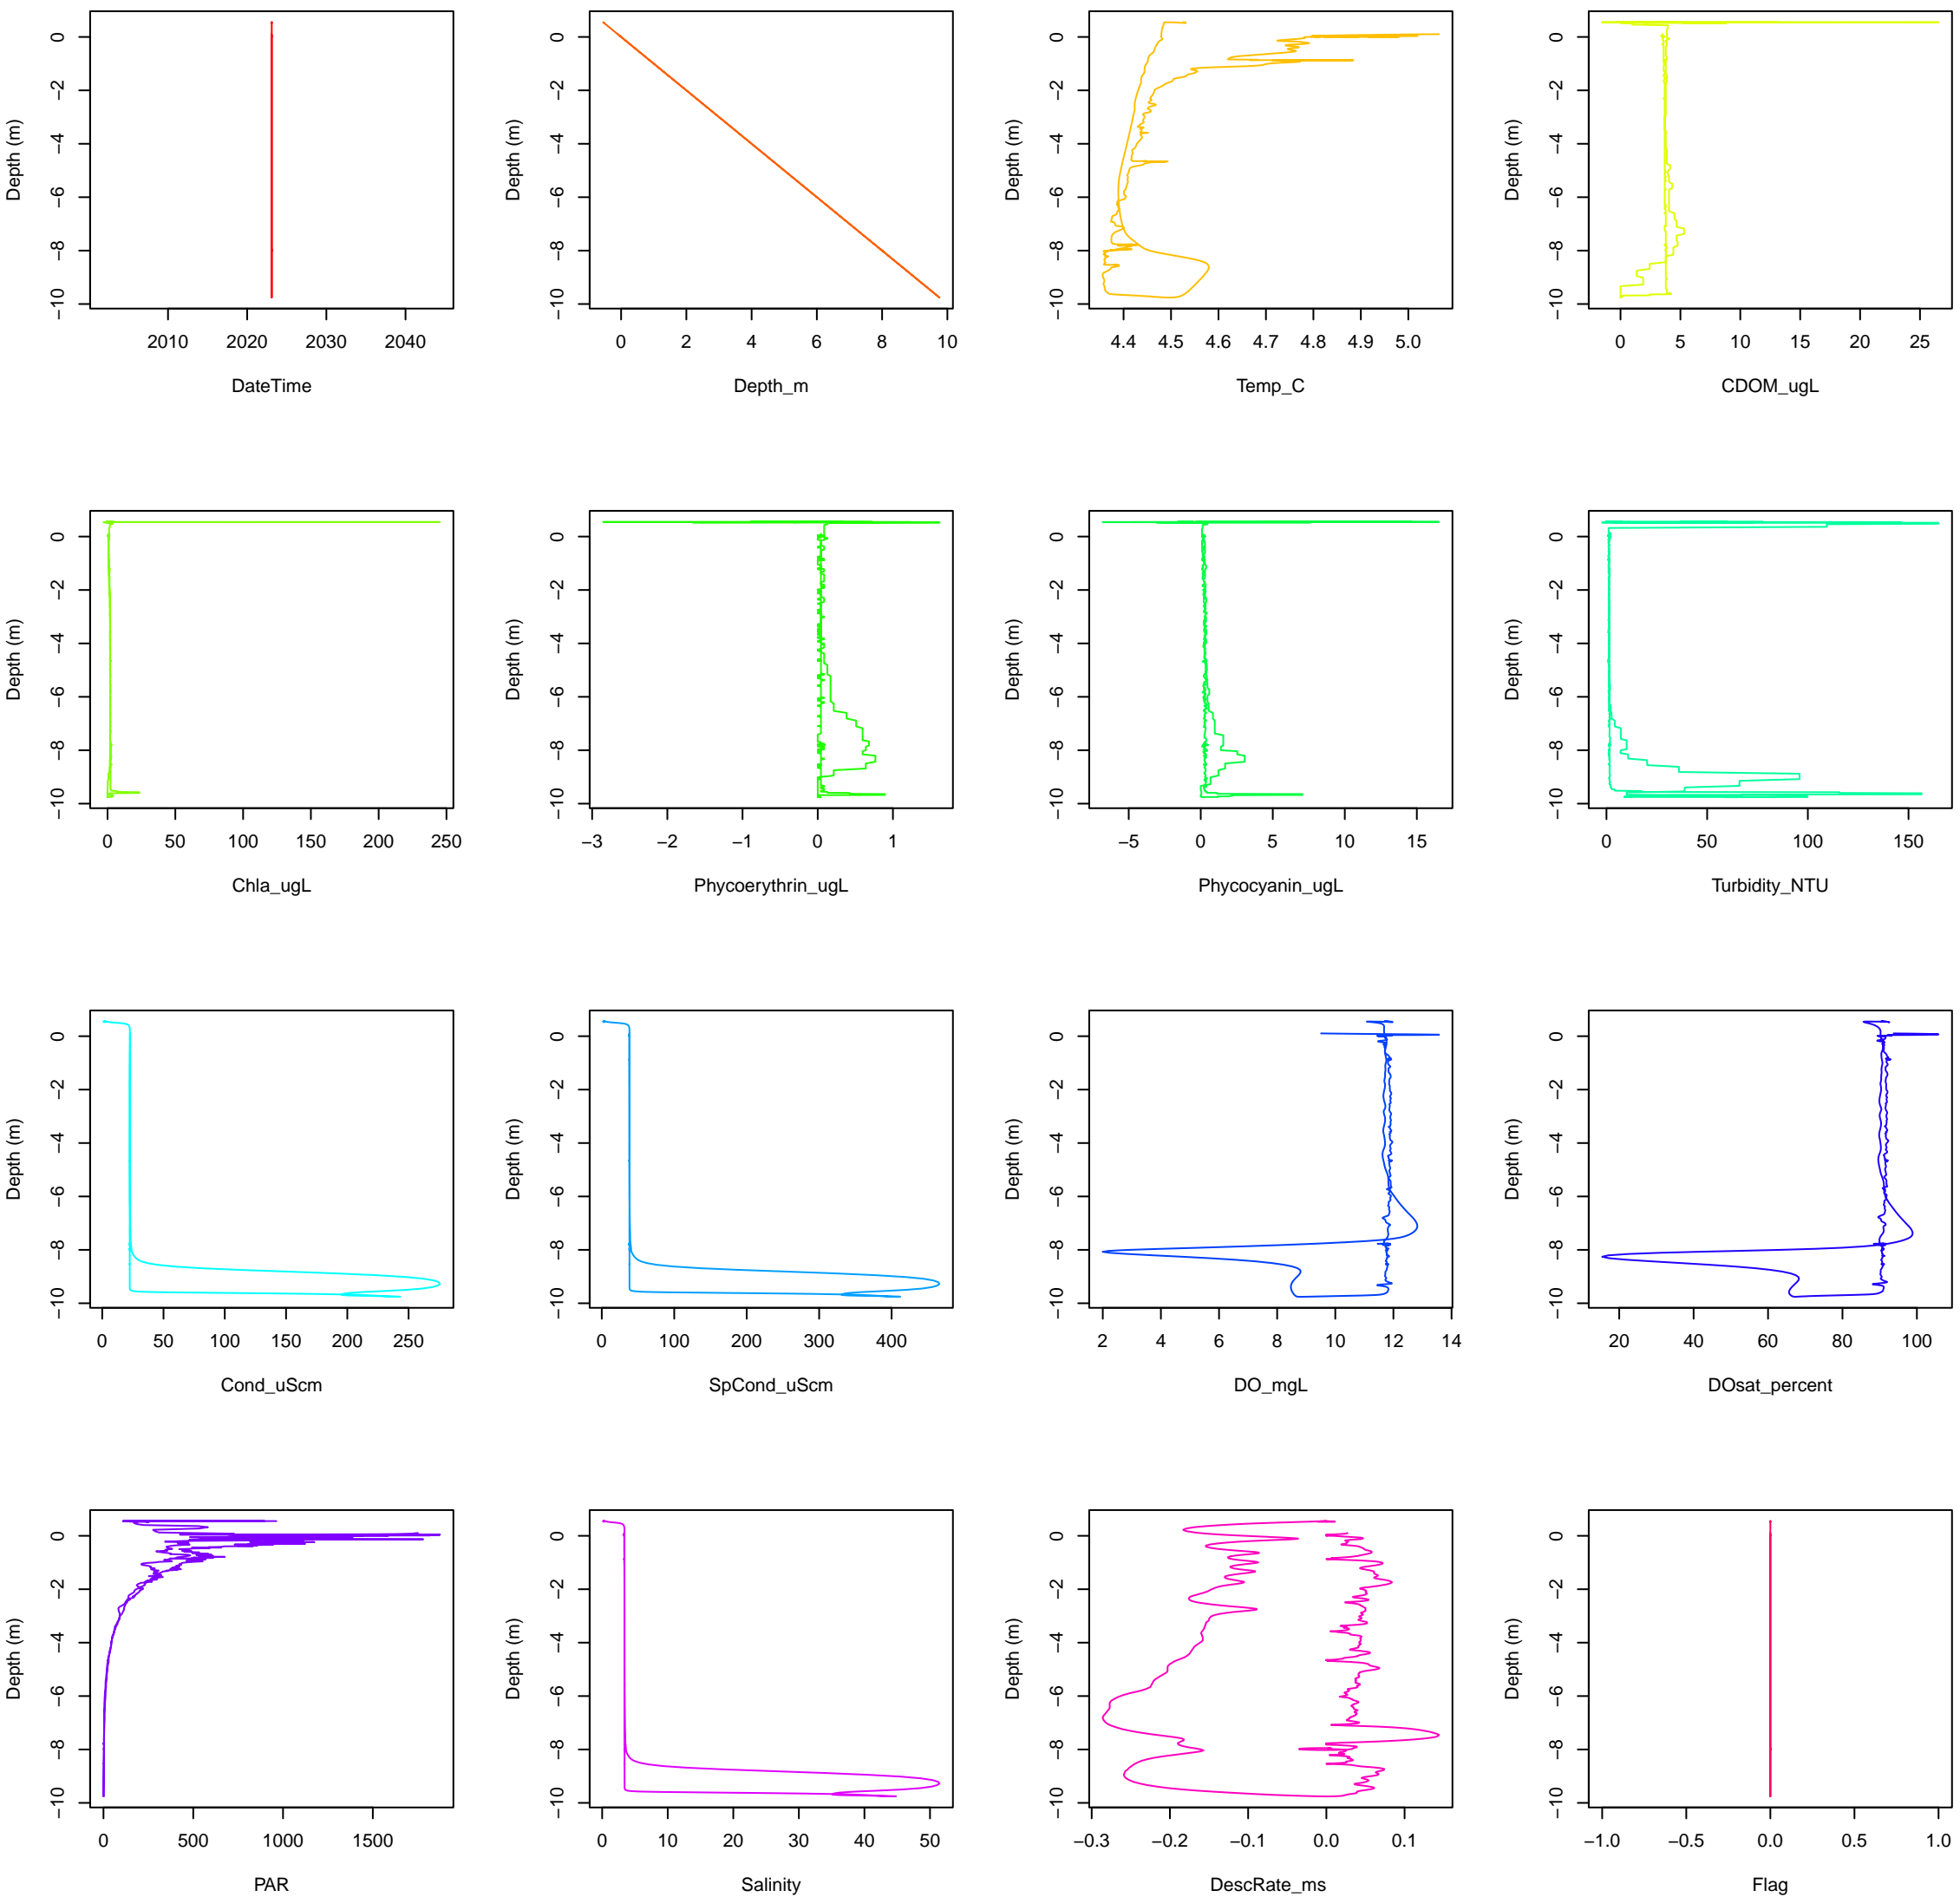 Depth (m)
0
−2
−4
−6
−8
−10
2010 2020 2030 2040
DateTime
Depth (m)
0
−2
−4
−6
−8
−10
0 2 4 6 8 10
Depth_m
Depth (m)
0
−2
−4
−6
−8
−10
4.4 4.5 4.6 4.7 4.8 4.9 5.0
Temp_C
Depth (m)
0
−2
−4
−6
−8
−10
0 5 10 15 20 25
CDOM_ugL
Depth (m)
0
−2
−4
−6
−8
−10
0 50 100 150 200 250
Chla_ugL
Depth (m)
0
−2
−4
−6
−8
−10
−3 −2 −1 0 1
Phycoerythrin_ugL
Depth (m)
0
−2
−4
−6
−8
−10
−5 0 5 10 15
Phycocyanin_ugL
Depth (m)
0
−2
−4
−6
−8
−10
0 50 100 150
Turbidity_NTU
Depth (m)
0
−2
−4
−6
−8
−10
0 50 100 150 200 250
Cond_uScm
Depth (m)
0
−2
−4
−6
−8
−10
0 100 200 300 400
SpCond_uScm
Depth (m)
0
−2
−4
−6
−8
−10
2 4 6 8 10 12 14
DO_mgL
Depth (m)
0
−2
−4
−6
−8
−10
20 40 60 80 100
DOsat_percent
Depth (m)
0
−2
−4
−6
−8
−10
0 500 1000 1500
PAR
Depth (m)
0
−2
−4
−6
−8
−10
0 10 20 30 40 50
Salinity
Depth (m)
0
−2
−4
−6
−8
−10
−0.3 −0.2 −0.1 0.0 0.1
DescRate_ms
Depth (m)
0
−2
−4
−6
−8
−10
−1.0 −0.5 0.0 0.5 1.0
Flag